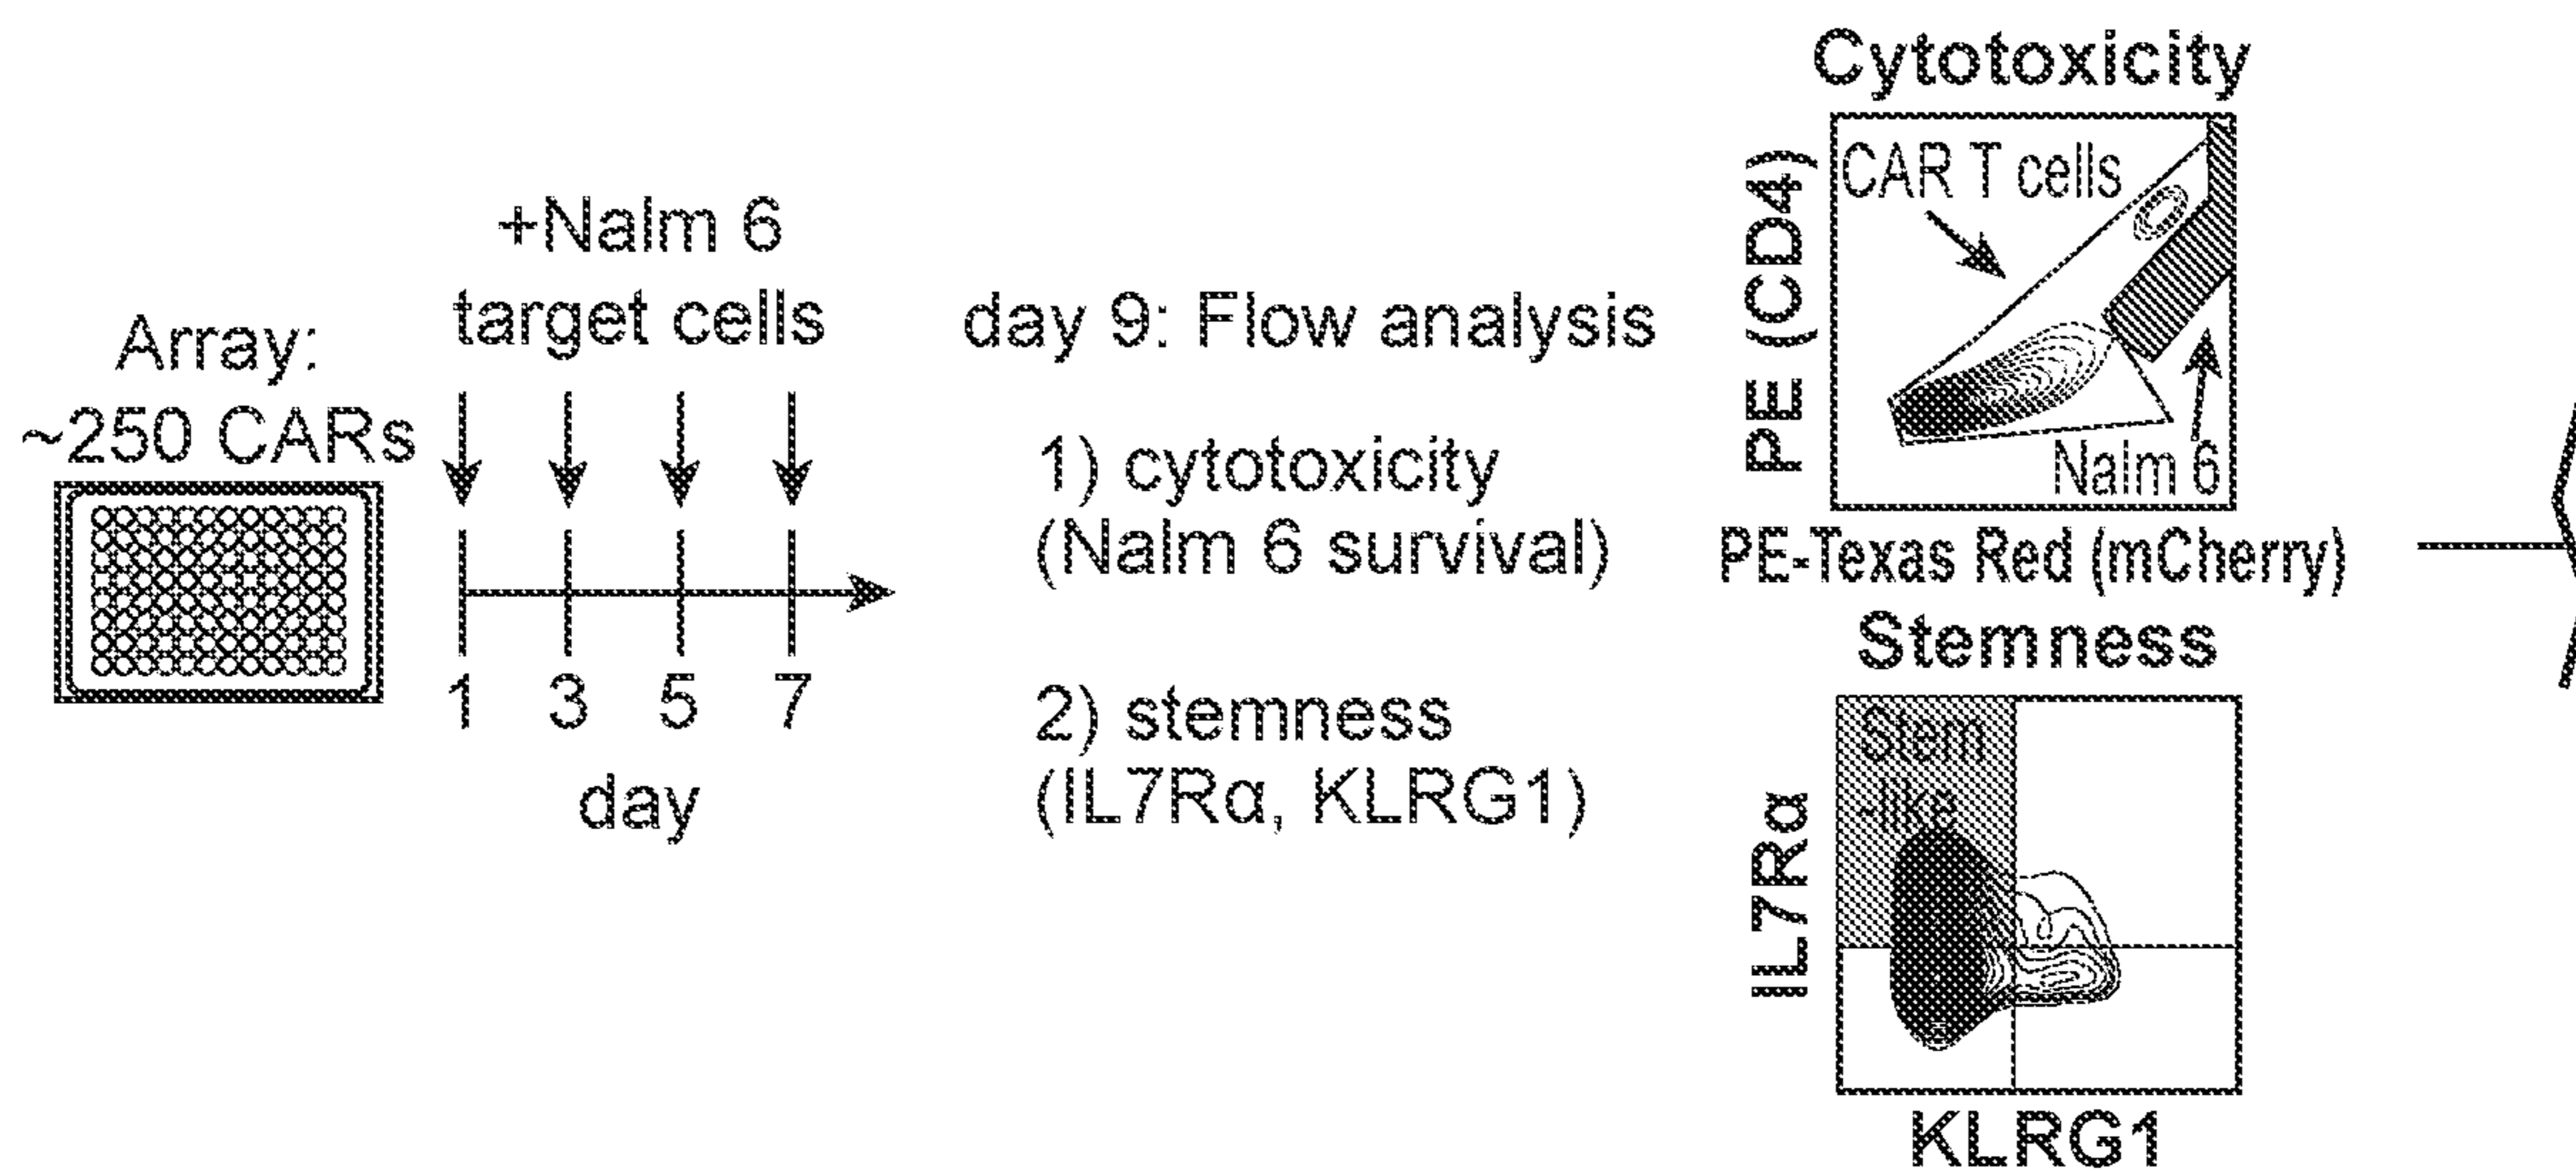 Array:
~250 CARs
+Nalm 6
target cells
1 3 5 7
day
day 9: Flow analysis
1) cytotoxicity
(Nalm 6 survival)
2) stemness
(IL7Rα, KLRG1)
Cytotoxicity
PE (CD4)
CAR T cells
Nalm 6
PE-Texas Red (mCherry)
Stemness
IL7Rα
Stem
-like
KLRG1